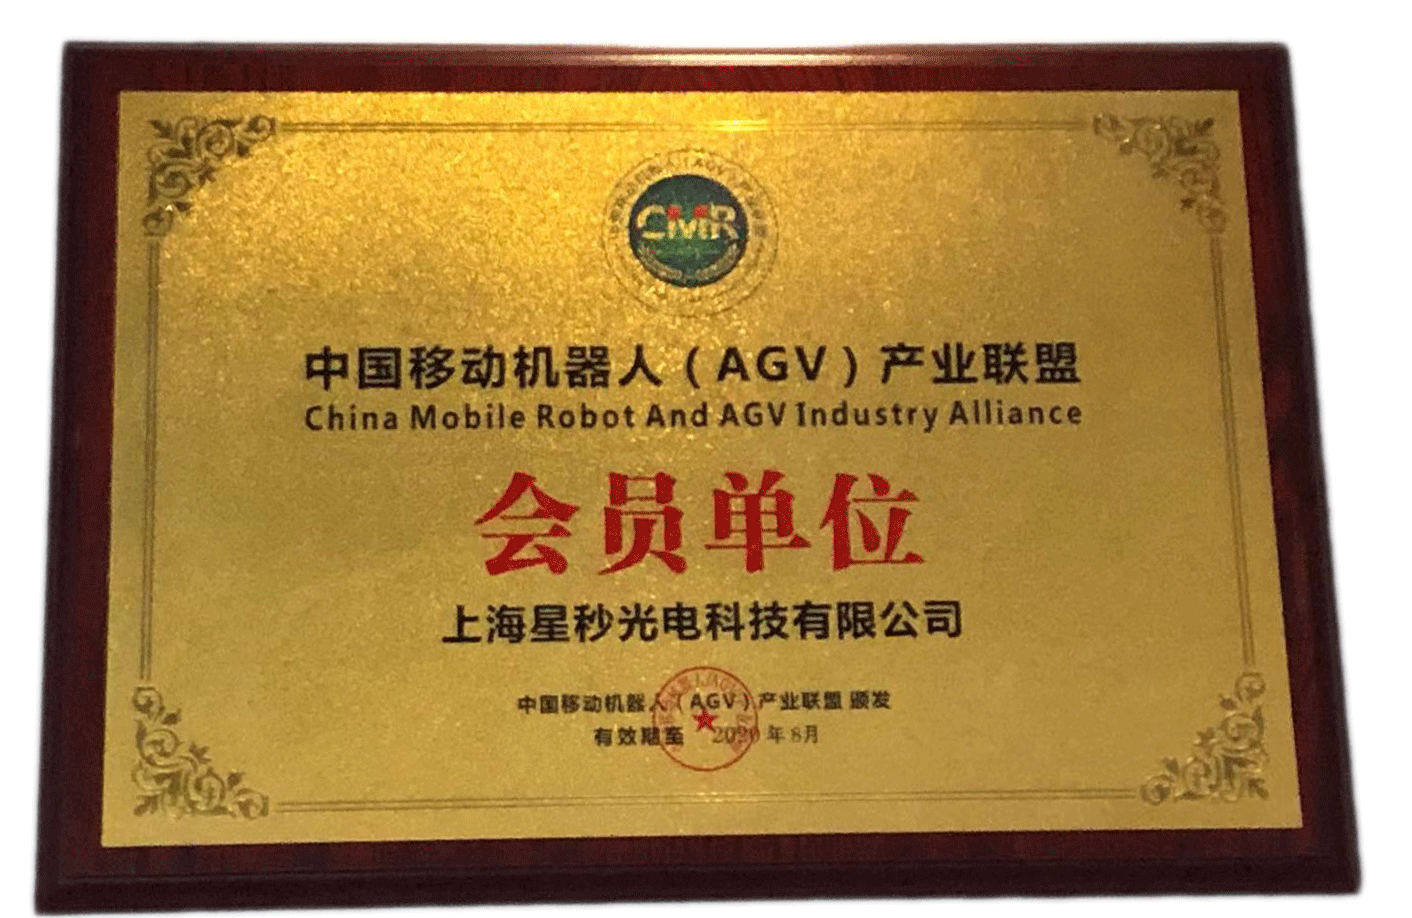 CMR
中国移动机器人（AGV）产业联盟
China Mobile Robot And AGV Industry Alliance
会员单位
上海星秒光电科技有限公司
中国移动机器人（AGV）产业联盟 颁发
有效期至 2020 年 8月